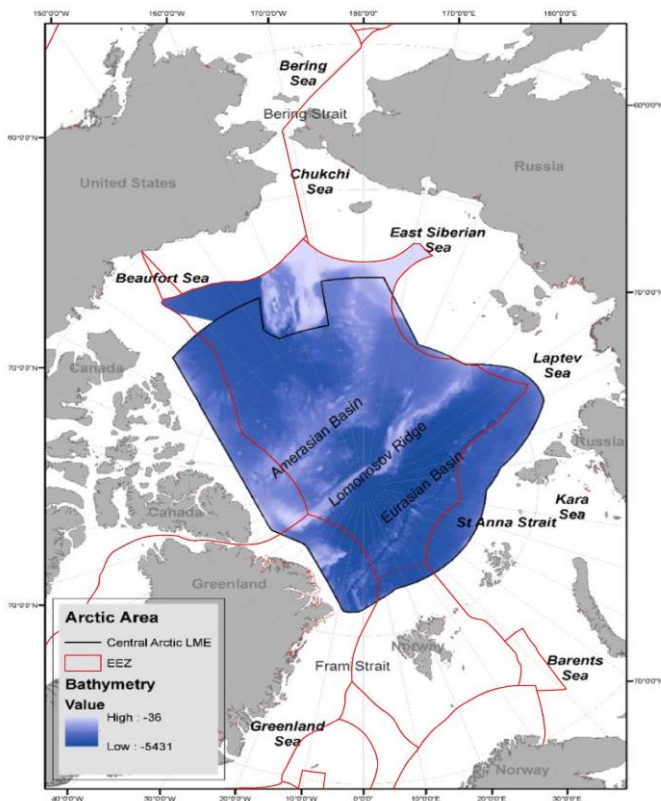 150°0'0"W 160°0'0"W 170°0'0"W 180°0'0" 170°0'0"E 160°0'0"E
Bering
Sea
Bering Strait
60°0'0"N
60°0'0"N
United States
Chukchi
Sea
Russia
East Siberian
Sea
Beaufort Sea
70°0'0"N
70°0'0"N
Canada
Laptev
Sea
Amerasian Basin
Lomonosov Ridge
Eurasian Basin
Russia
Kara
Sea
St Anna Strait
Canada
Greenland
70°0'0"N
Arctic Area
Central Arctic LME
EEZ
Bathymetry
Value
High : -36
Low : -5431
Fram Strait
Norway
Barents
Sea
70°0'0"N
Greenland
Sea
Norway
40°0'0"W 20°0'0"W 10°0'0"W 0°0'0" 10°0'0"E 20°0'0"E